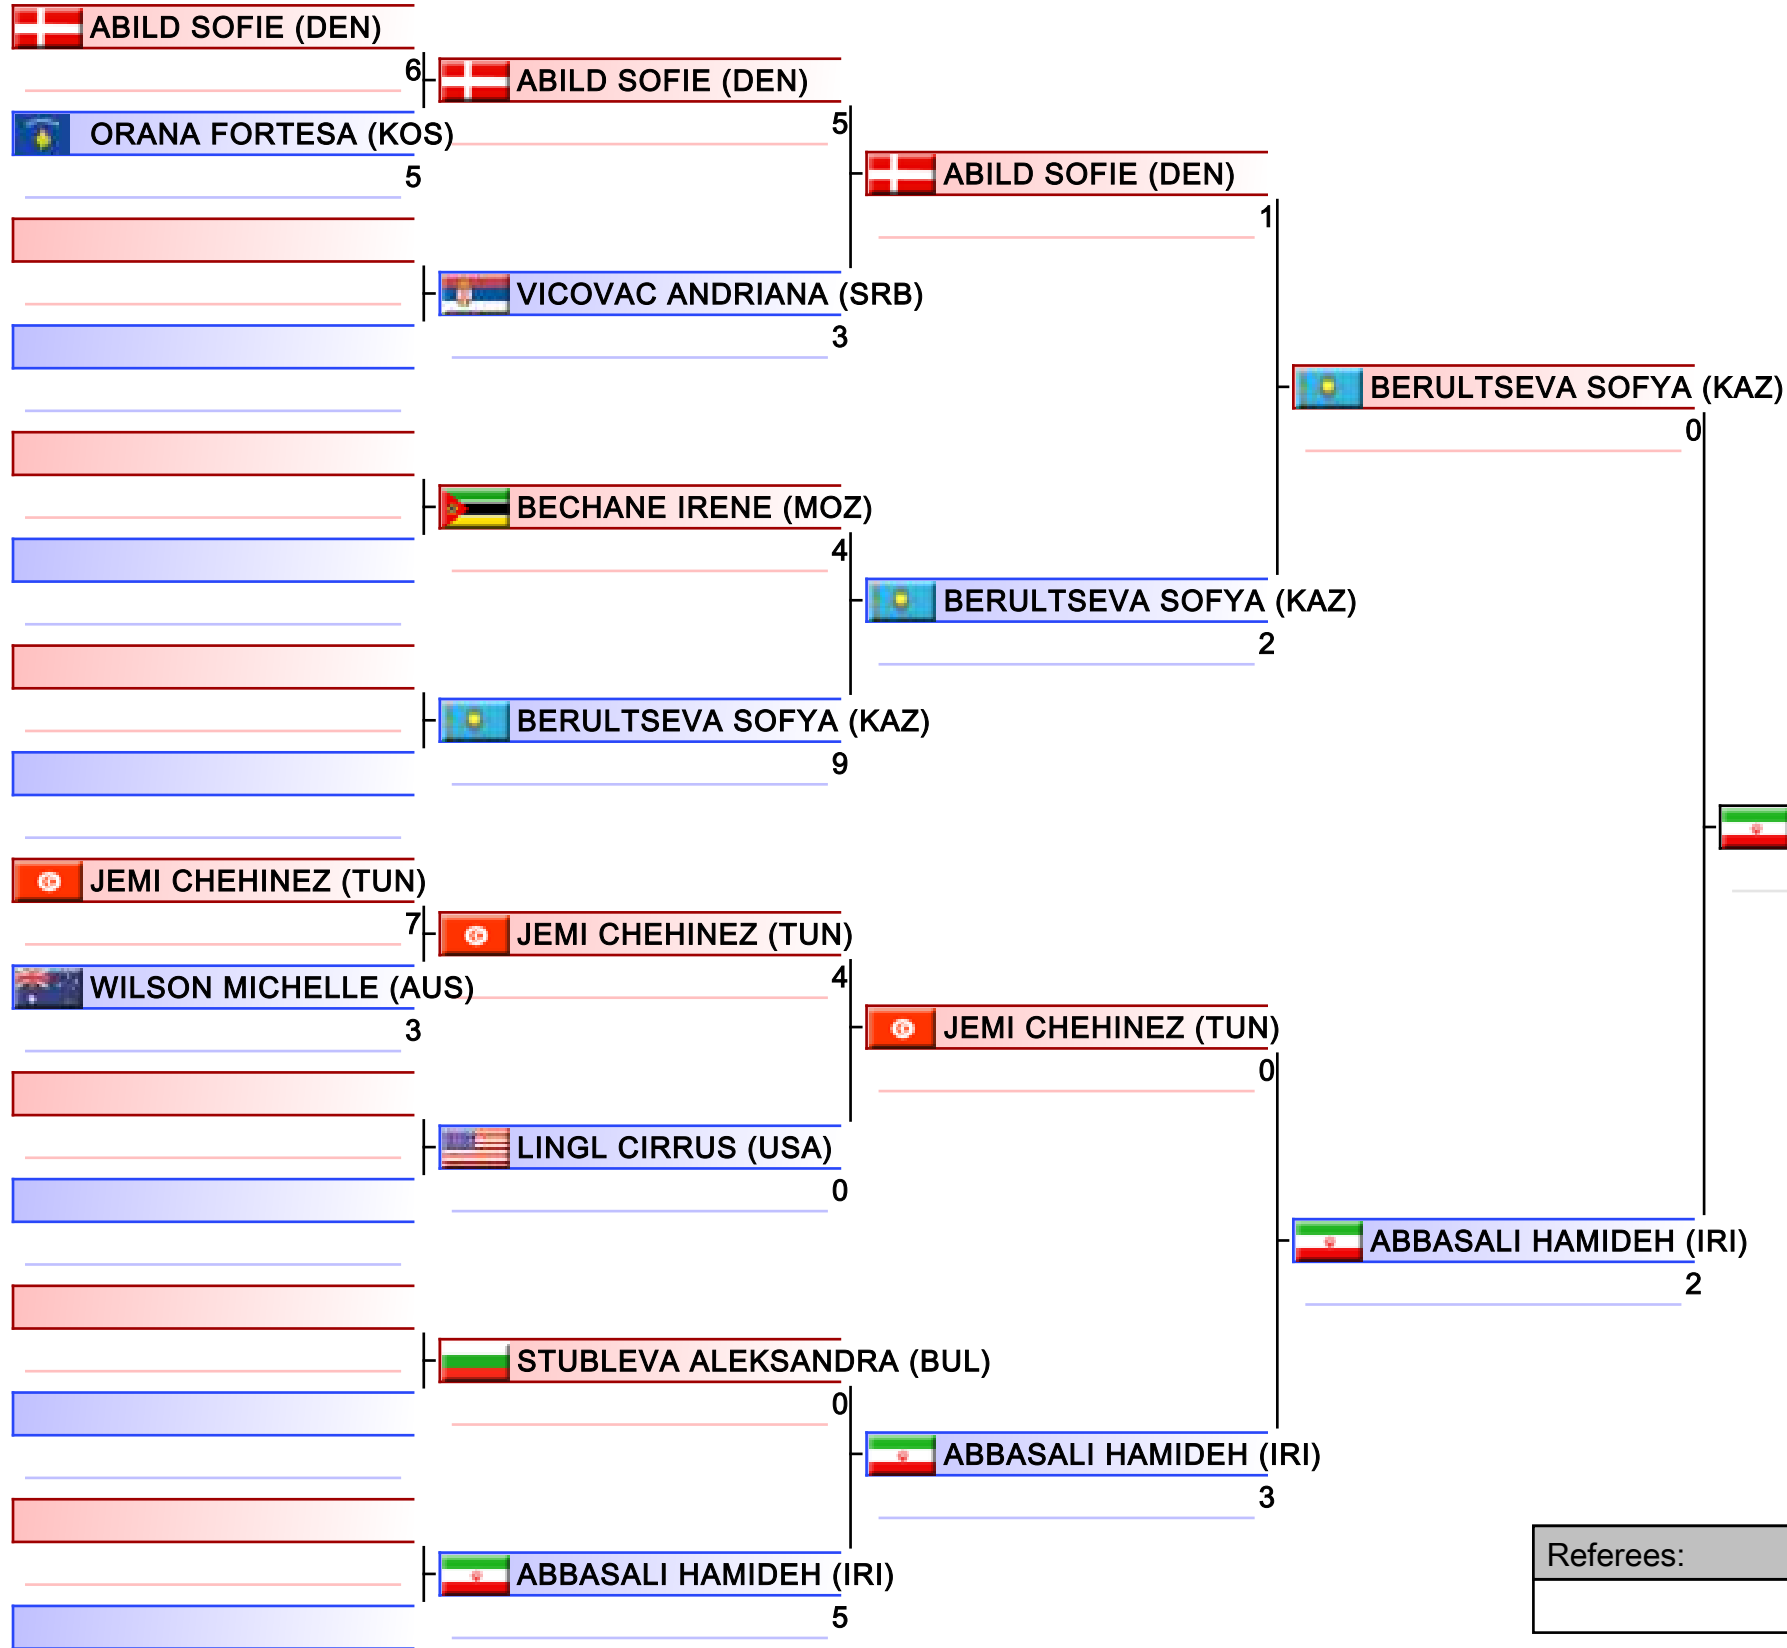 ABILD SOFIE (DEN)
6
ABILD SOFIE (DEN)
5
ORANA FORTESA (KOS)
5
ABILD SOFIE (DEN)
1
VICOVAC ANDRIANA (SRB)
3
BERULTSEVA SOFYA (KAZ)
0
BECHANE IRENE (MOZ)
4
BERULTSEVA SOFYA (KAZ)
2
BERULTSEVA SOFYA (KAZ)
9
JEMI CHEHINEZ (TUN)
7
JEMI CHEHINEZ (TUN)
4
WILSON MICHELLE (AUS)
3
JEMI CHEHINEZ (TUN)
0
LINGL CIRRUS (USA)
0
ABBASALI HAMIDEH (IRI)
2
STUBLEVA ALEKSANDRA (BUL)
0
ABBASALI HAMIDEH (IRI)
3
ABBASALI HAMIDEH (IRI)
5
Referees: